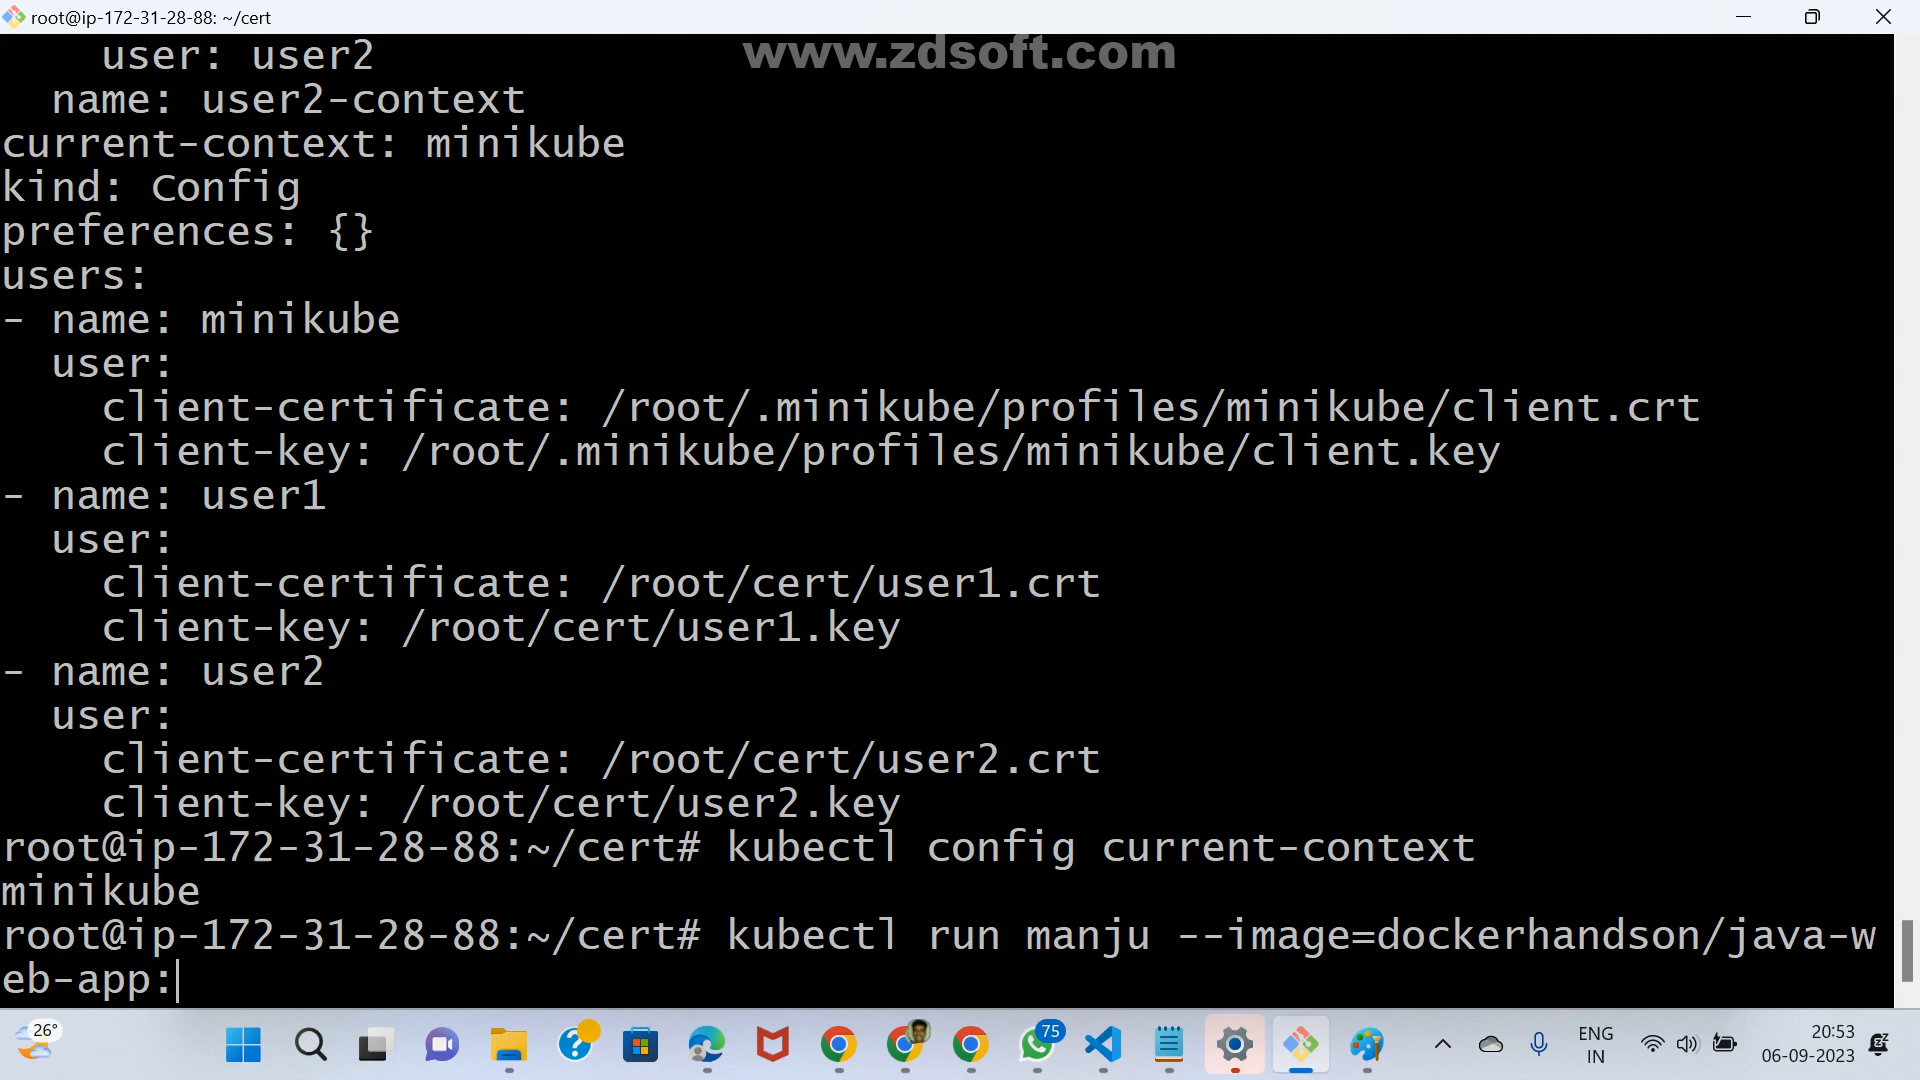 root@ip-172-31-28-88: ~/cert
www.zdsoft.com
user: user2
name: user2-context
current-context: minikube
kind: Config
preferences: {}
users:
- name: minikube
user:
client-certificate: /root/.minikube/profiles/minikube/client.crt
client-key: /root/.minikube/profiles/minikube/client.key
- name: user1
user:
client-certificate: /root/cert/user1.crt
client-key: /root/cert/user1.key
- name: user2
user:
client-certificate: /root/cert/user2.crt
client-key: /root/cert/user2.key
root@ip-172-31-28-88:~/cert# kubectl config current-context
minikube
root@ip-172-31-28-88:~/cert# kubectl run manju --image=dockerhandson/java-w
eb-app:
26°
75
ENG
IN
20:53
06-09-2023